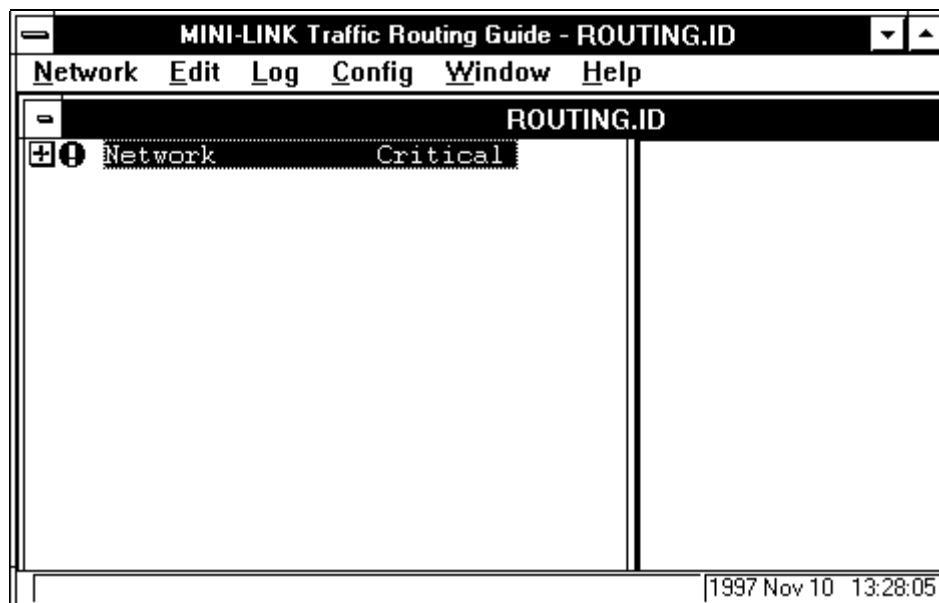 MINI-LINK Traffic Routing Guide - ROUTING.ID
Network Edit Log Config Window Help
ROUTING.ID
Network Critical
1997 Nov 10 13:28:05